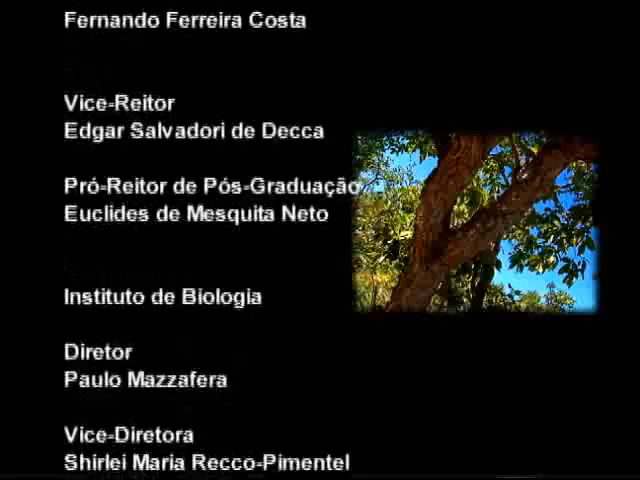 Fernando Ferreira Costa
Vice-Reitor
Edgar Salvadori de Decca
Pró-Reitor de Pós-Graduação
Euclides de Mesquita Neto
Instituto de Biologia
Diretor
Paulo Mazzafera
Vice-Diretora
Shirlei Maria Recco-Pimentel